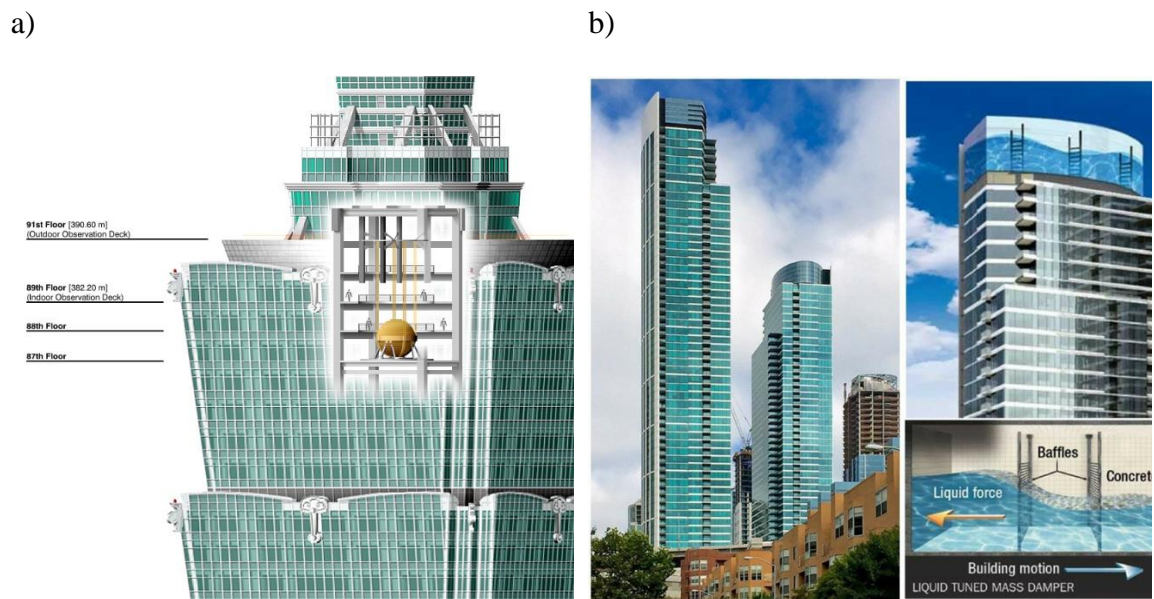 a)
b)
91st Floor [390.60 m]
(Outdoor Observation Deck)
89th Floor [382.20 m]
(Indoor Observation Deck)
88th Floor
87th Floor
Baffles
Concrete
Liquid force
Building motion
LIQUID TUNED MASS DAMPER